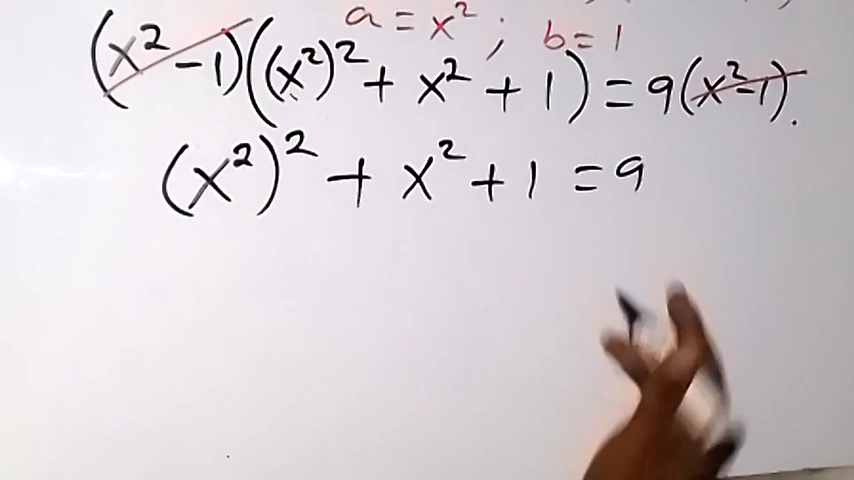 a = x² ; b = 1
(x² - 1)((x²)² + x² + 1) = 9(x² - 1).
(x²)² + x² + 1 = 9